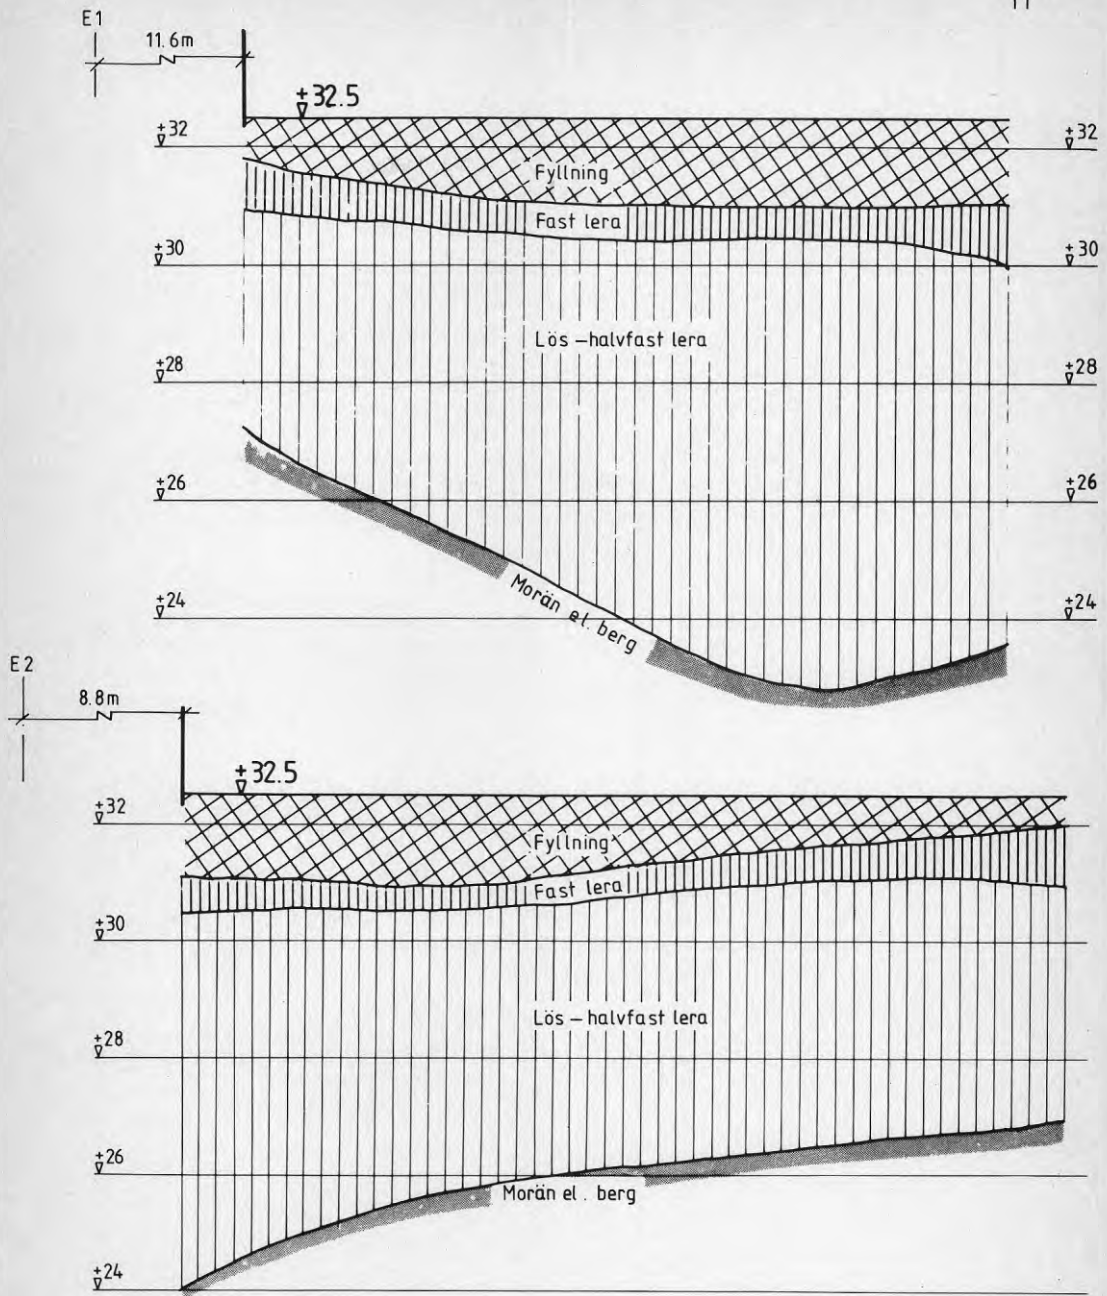 E1
11.6m
+32.5
+32 +32
Fyllning
Fast lera
+30 +30
Lös – halvfast lera
+28 +28
+26 +26
Morän el. berg
+24 +24
E2
8.8m
+32.5
+32
Fyllning
Fast lera
+30
Lös – halvfast lera
+28
+26
Morän el. berg
+24